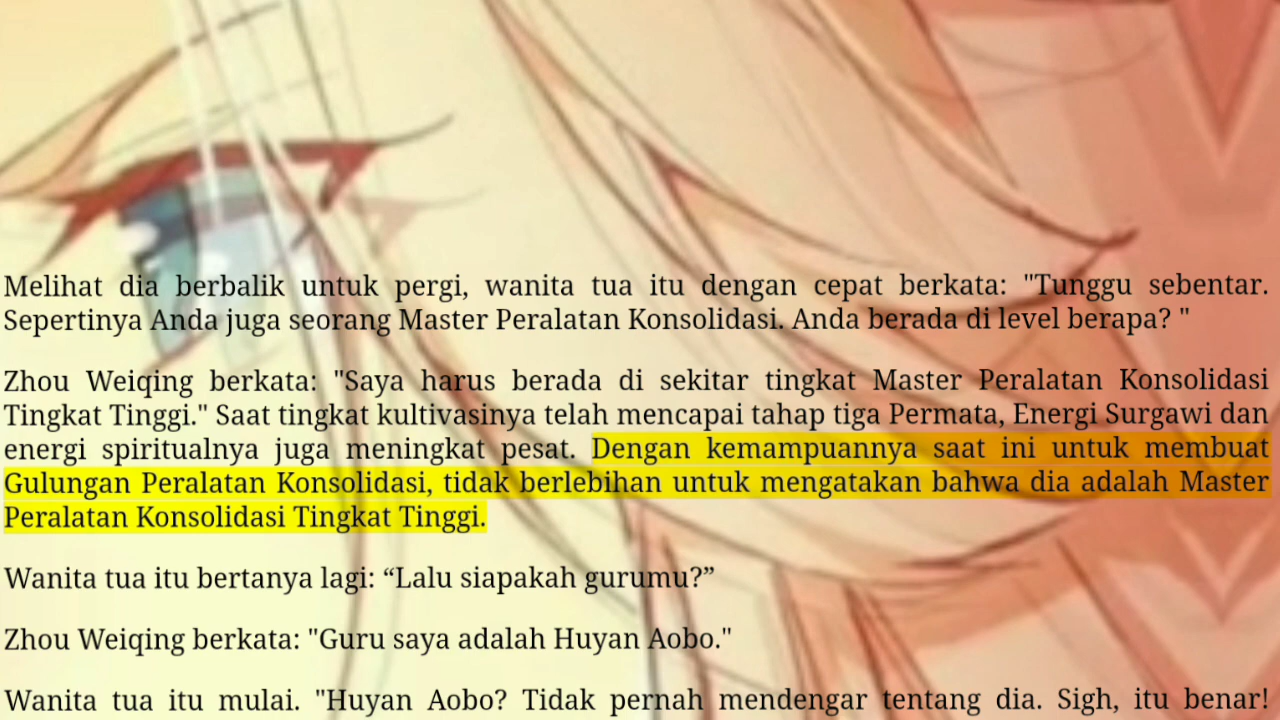 Melihat dia berbalik untuk pergi, wanita tua itu dengan cepat berkata: "Tunggu sebentar.
Sepertinya Anda juga seorang Master Peralatan Konsolidasi. Anda berada di level berapa? "
Zhou Weiqing berkata: "Saya harus berada di sekitar tingkat Master Peralatan Konsolidasi
Tingkat Tinggi." Saat tingkat kultivasinya telah mencapai tahap tiga Permata, Energi Surgawi dan
energi spiritualnya juga meningkat pesat. Dengan kemampuannya saat ini untuk membuat
Gulungan Peralatan Konsolidasi, tidak berlebihan untuk mengatakan bahwa dia adalah Master
Peralatan Konsolidasi Tingkat Tinggi.
Wanita tua itu bertanya lagi: “Lalu siapakah gurumu?”
Zhou Weiqing berkata: "Guru saya adalah Huyan Aobo."
Wanita tua itu mulai. "Huyan Aobo? Tidak pernah mendengar tentang dia. Sigh, itu benar!